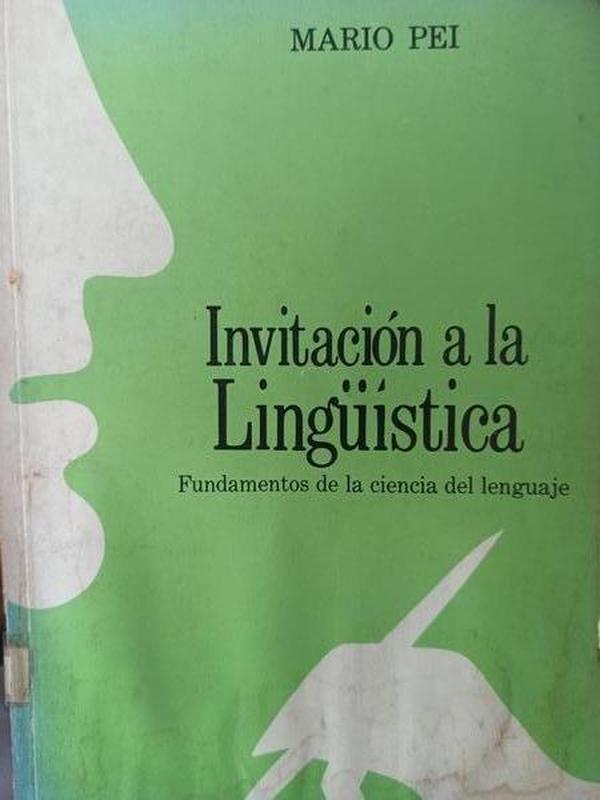 MARIO PEI
Invitación a la
Lingüística
Fundamentos de la ciencia del lenguaje